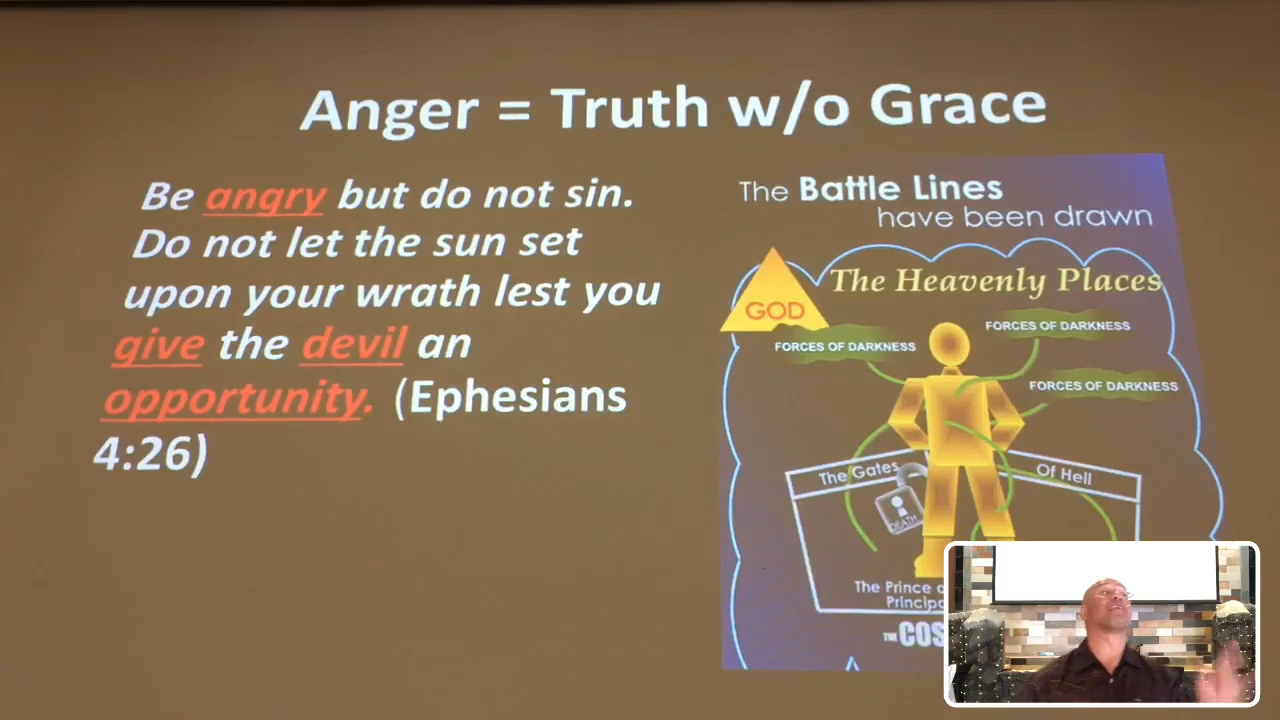 Anger = Truth w/o Grace
Be angry but do not sin.
Do not let the sun set
upon your wrath lest you
give the devil an
opportunity. (Ephesians
4:26)
The Battle Lines
have been drawn
The Heavenly Places
GOD
FORCES OF DARKNESS
FORCES OF DARKNESS
FORCES OF DARKNESS
The Gates
Of Hell
DEATH
The Prince
THE